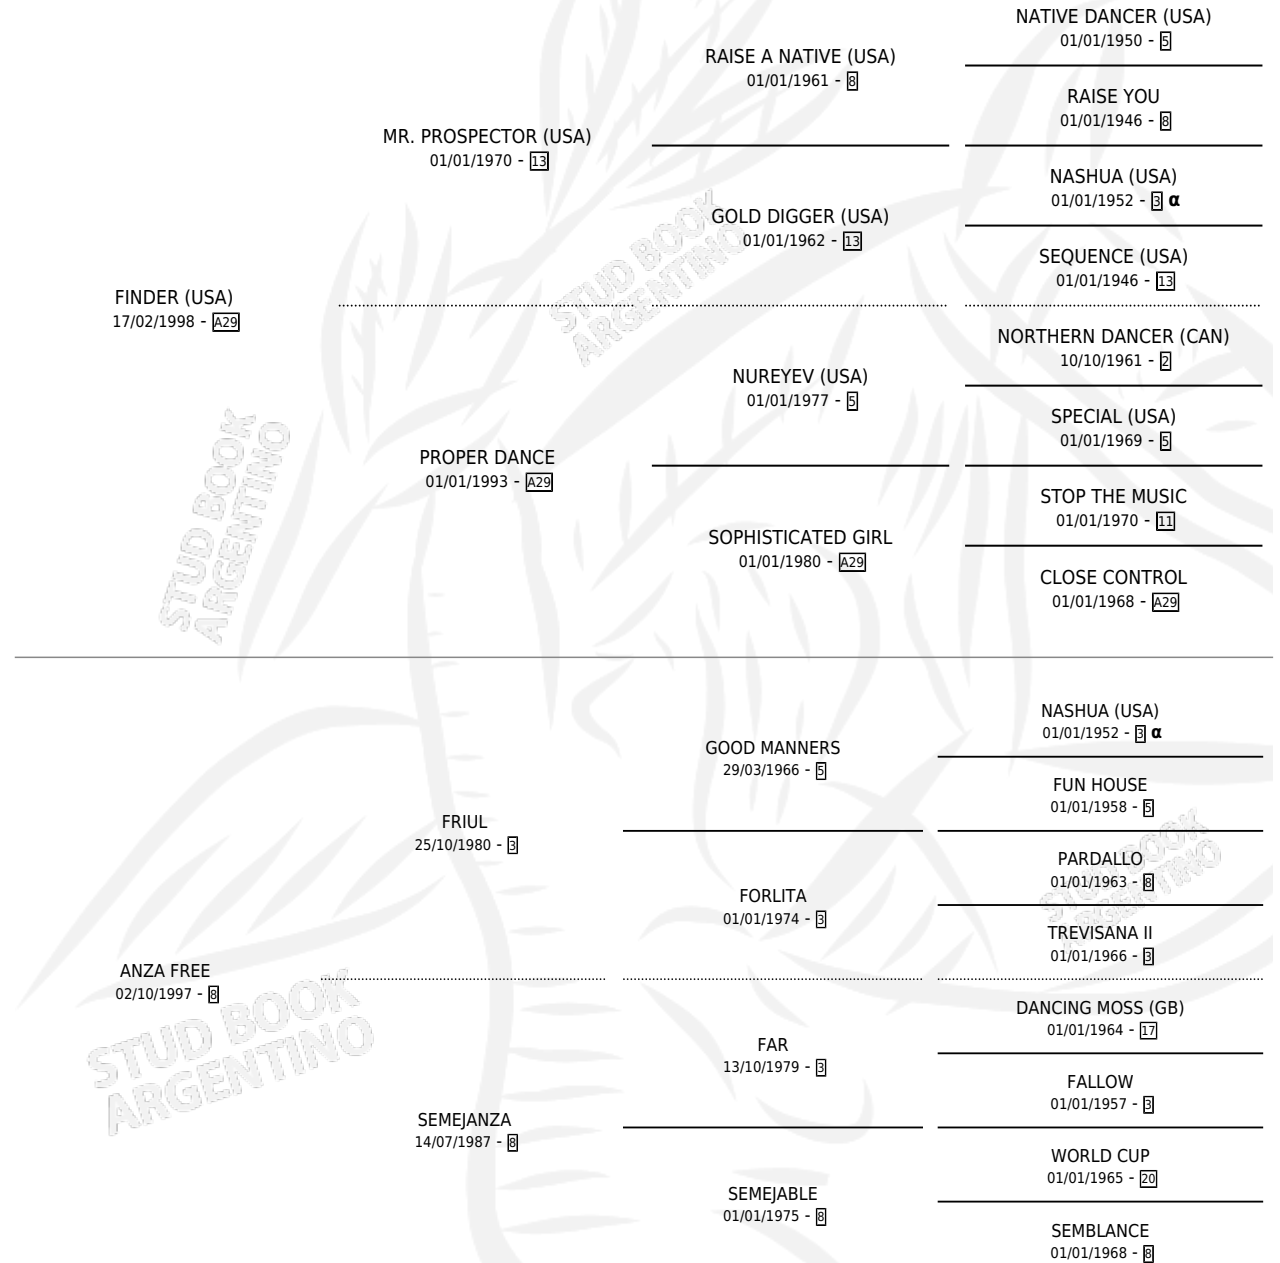 NATIVE DANCER (USA)
01/01/1950 - 5
RAISE A NATIVE (USA)
01/01/1961 - 8
RAISE YOU
01/01/1946 - 8
MR. PROSPECTOR (USA)
01/01/1970 - 13
NASHUA (USA)
01/01/1952 - 3 α
GOLD DIGGER (USA)
01/01/1962 - 13
SEQUENCE (USA)
01/01/1946 - 13
FINDER (USA)
17/02/1998 - A29
NORTHERN DANCER (CAN)
10/10/1961 - 2
NUREYEV (USA)
01/01/1977 - 5
SPECIAL (USA)
01/01/1969 - 5
PROPER DANCE
01/01/1993 - A29
STOP THE MUSIC
01/01/1970 - 11
SOPHISTICATED GIRL
01/01/1980 - A29
CLOSE CONTROL
01/01/1968 - A29
NASHUA (USA)
01/01/1952 - 3 α
GOOD MANNERS
29/03/1966 - 5
FUN HOUSE
01/01/1958 - 5
FRIUL
25/10/1980 - 3
PARDALLO
01/01/1963 - 8
FORLITA
01/01/1974 - 3
TREVISANA II
01/01/1966 - 3
ANZA FREE
02/10/1997 - 8
DANCING MOSS (GB)
01/01/1964 - 17
FAR
13/10/1979 - 3
FALLOW
01/01/1957 - 3
SEMEJANZA
14/07/1987 - 8
WORLD CUP
01/01/1965 - 20
SEMEJABLE
01/01/1975 - 8
SEMBLANCE
01/01/1968 - 8
STUD BOOK
ARGENTINO
STUD BOOK
ARGENTINO
STUD BOOK
ARGENTINO
STUD BOOK
ARGENTINO